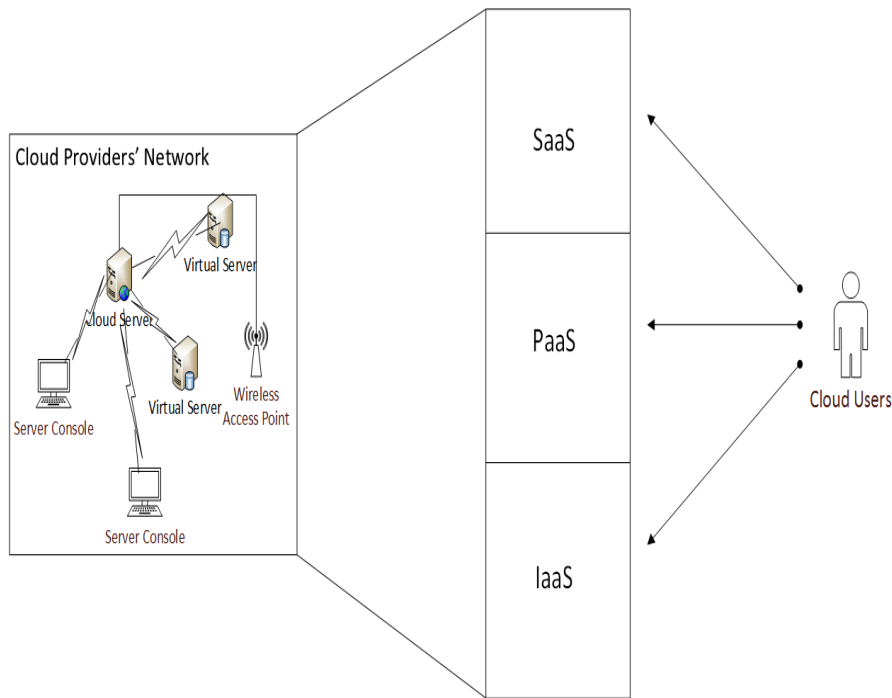 Cloud Providers’ Network
Virtual Server
Cloud Server
Virtual Server
Wireless
Access Point
Server Console
Server Console
SaaS
PaaS
IaaS
Cloud Users